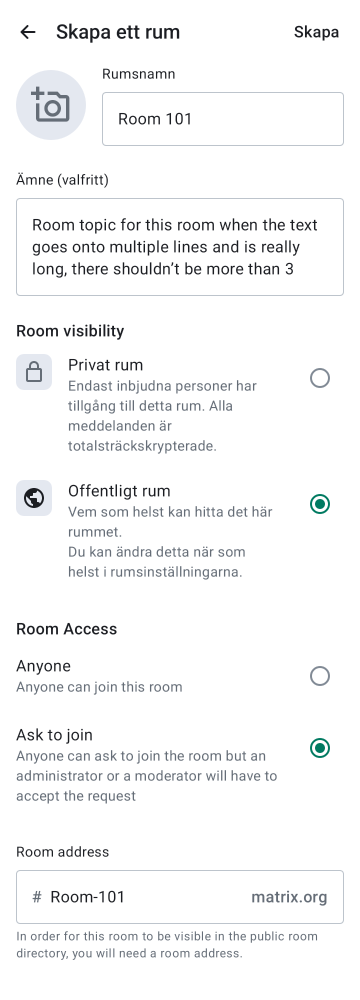 Skapa ett rum
Skapa
Rumsnamn
Room 101
Ämne (valfritt)
Room topic for this room when the text
goes onto multiple lines and is really
long, there shouldn’t be more than 3
Room visibility
Privat rum
Endast inbjudna personer har
tillgång till detta rum. Alla
meddelanden är
totalsträckskrypterade.
Offentligt rum
Vem som helst kan hitta det här
rummet.
Du kan ändra detta när som
helst i rumsinställningarna.
Room Access
Anyone
Anyone can join this room
Ask to join
Anyone can ask to join the room but an
administrator or a moderator will have to
accept the request
Room address
# Room-101 matrix.org
In order for this room to be visible in the public room
directory, you will need a room address.